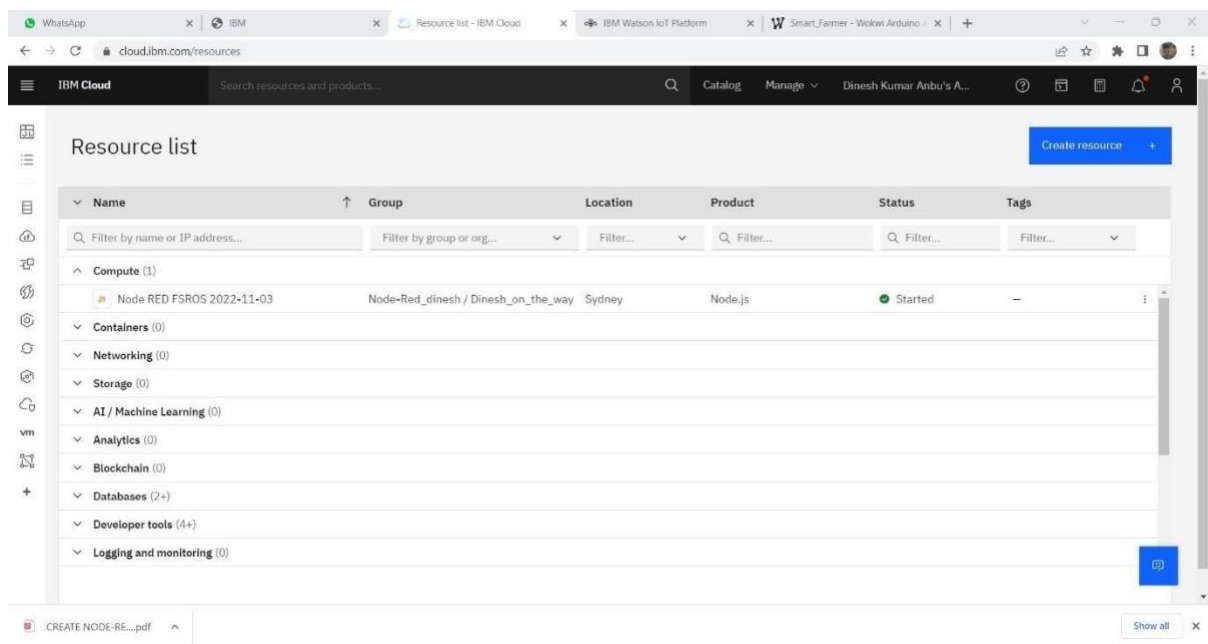 WhatsApp
IBM
Resource list - IBM Cloud
IBM Watson IoT Platform
Smart_Farmer - Wokwi Arduino
cloud.ibm.com/resources
IBM Cloud Search resources and products... Catalog Manage Dinesh Kumar Anbu's A...
Resource list
Create resource +
Name Group Location Product Status Tags
Filter by name or IP address... Filter by group or org... Filter... Filter... Filter... Filter...
Compute (1)
JS Node RED FSROS 2022-11-03 Node-Red_dinesh / Dinesh_on_the_way Sydney Node.js Started –
Containers (0)
Networking (0)
Storage (0)
AI / Machine Learning (0)
Analytics (0)
Blockchain (0)
Databases (2+)
Developer tools (4+)
Logging and monitoring (0)
vm
CREATE NODE-RE....pdf
Show all